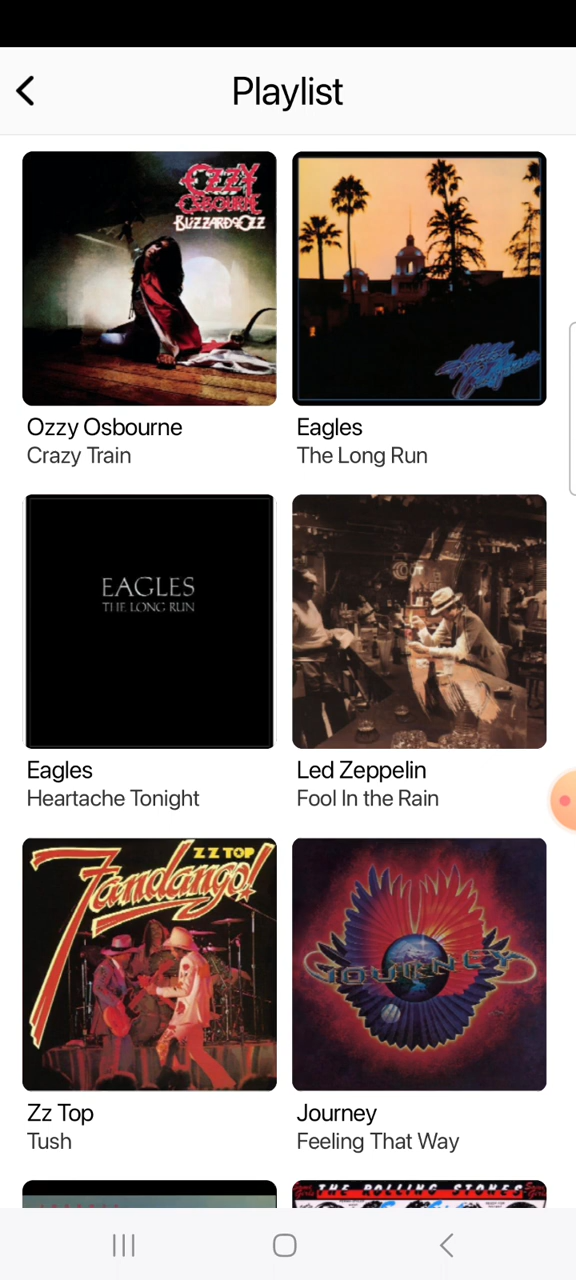 Playlist
OZZY
OSBOURNE
BLIZZARD OF OZZ
Hotel California
Ozzy Osbourne
Crazy Train
Eagles
The Long Run
EAGLES
THE LONG RUN
Eagles
Heartache Tonight
Led Zeppelin
Fool In the Rain
ZZ TOP
Fandango!
JOURNEY
Zz Top
Tush
Journey
Feeling That Way
THE ROLLING STONES